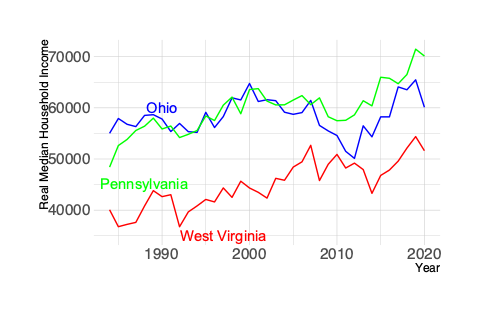 Real Median Household Income
70000
60000
50000
40000
Ohio
Pennsylvania
West Virginia
1990
2000
2010
2020
Year